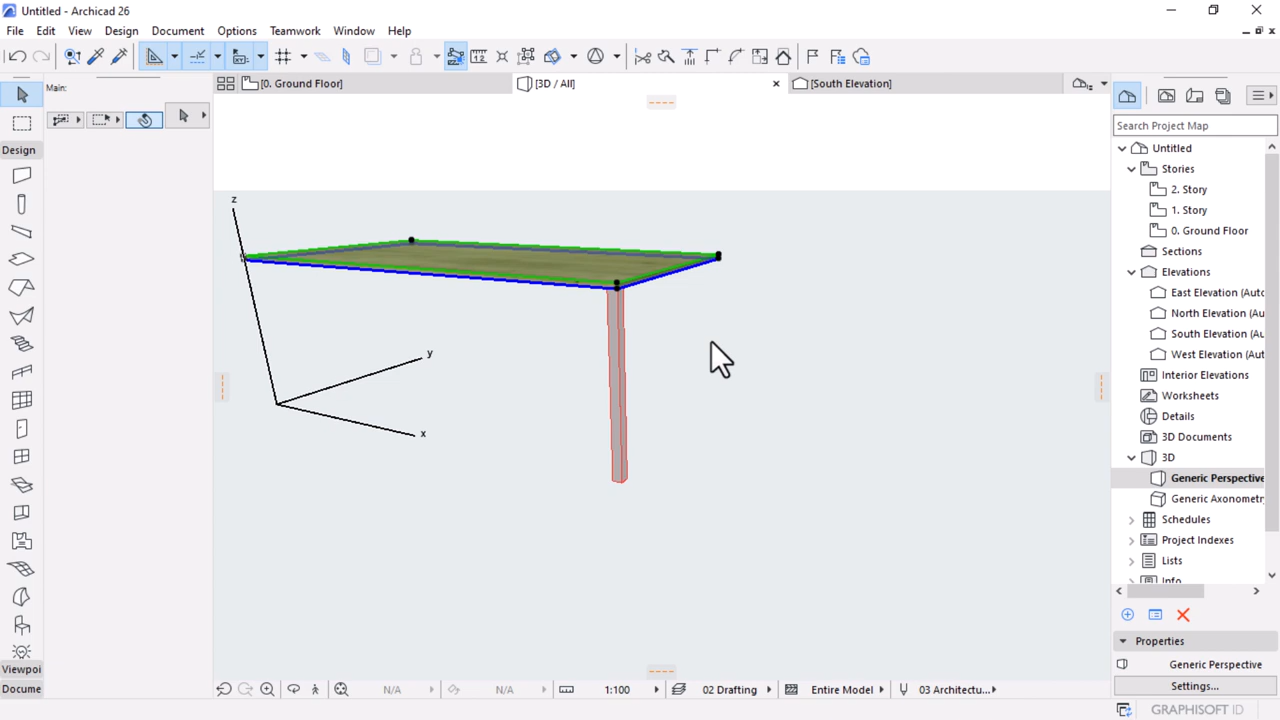 Untitled - Archicad 26
File Edit View Design Document Options Teamwork Window Help
Main:
[0. Ground Floor]
[3D / All]
[South Elevation]
Design
Viewpoi
Docume
z
y
x
Search Project Map
Untitled
Stories
2. Story
1. Story
0. Ground Floor
Sections
Elevations
East Elevation (Auto
North Elevation (Au
South Elevation (Au
West Elevation (Aut
Interior Elevations
Worksheets
Details
3D Documents
3D
Generic Perspective
Generic Axonometr
Schedules
Project Indexes
Lists
Info
Properties
Generic Perspective
Settings...
N/A
N/A
1:100
02 Drafting
Entire Model
03 Architectu...
GRAPHISOFT ID